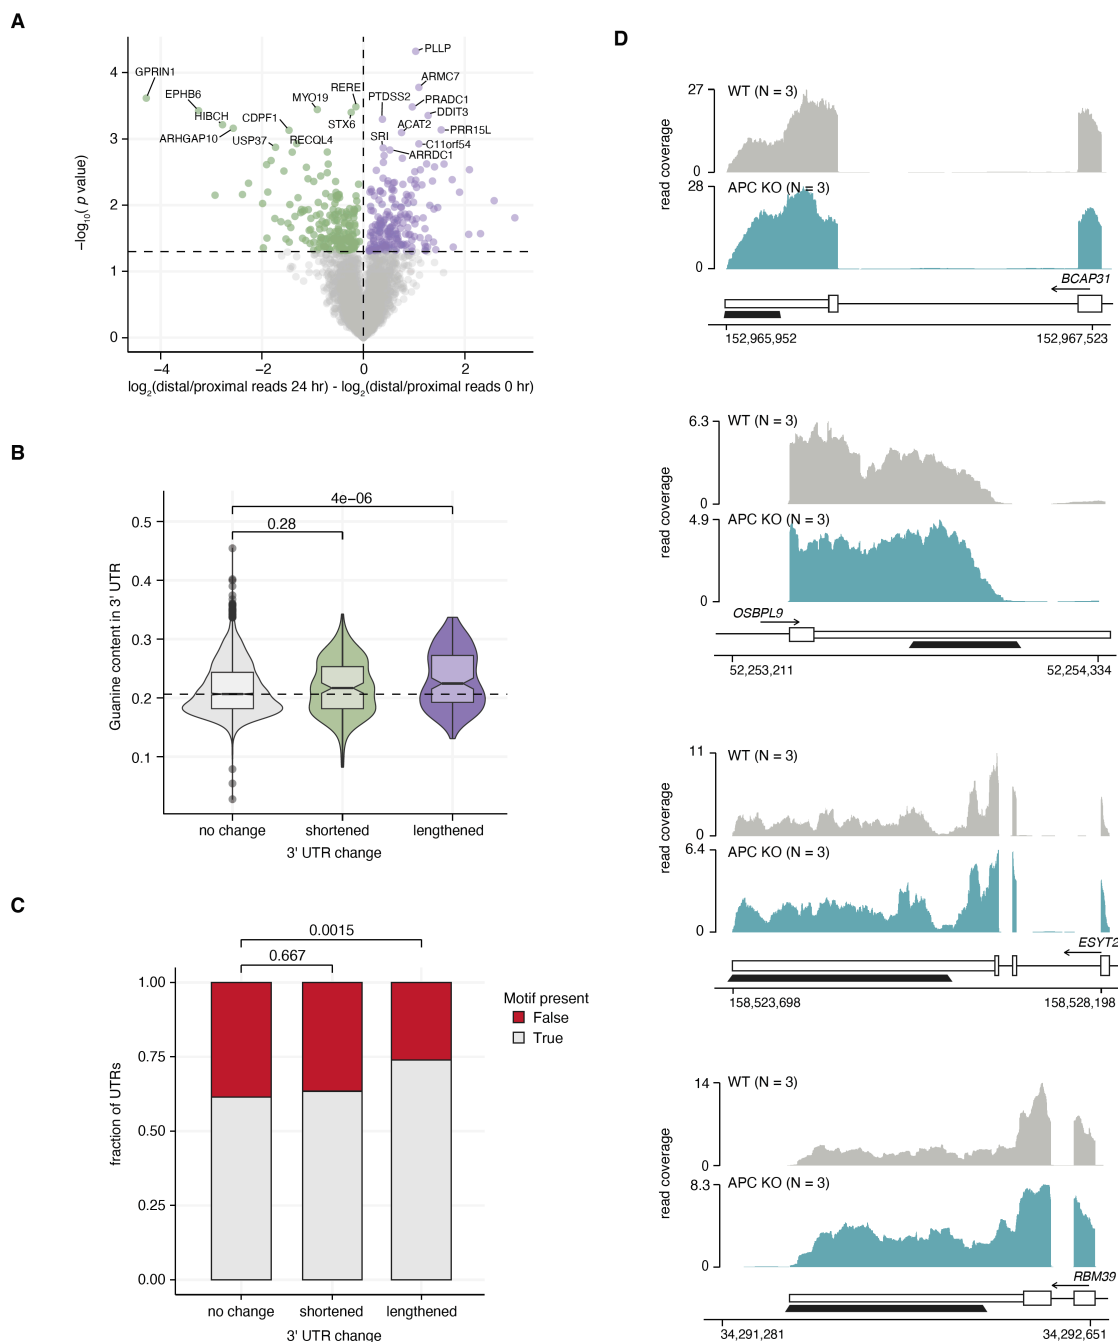 A
4
3
2
1
0
−4
−2
0
2
−log10( p value)
log2(distal/proximal reads 24 hr) - log2(distal/proximal reads 0 hr)
PLLP
GPRIN1
ARMC7
EPHB6
RERE
PTDSS2
PRADC1
MYO19
DDIT3
HIBCH
CDPF1
STX6
ACAT2
PRR15L
ARHGAP10
USP37
RECQL4
SRI
C11orf54
ARRDC1
B
4e−06
0.28
0.5
0.4
0.3
0.2
0.1
Guanine content in 3' UTR
no change
shortened
lengthened
3' UTR change
C
0.0015
0.667
1.00
0.75
0.50
0.25
0.00
fraction of UTRs
Motif present
False
True
no change
shortened
lengthened
3' UTR change
D
27
WT (N = 3)
0
read coverage
28
APC KO (N = 3)
0
BCAP31
152,965,952
152,967,523
6.3
WT (N = 3)
0
read coverage
4.9
APC KO (N = 3)
0
OSBPL9
52,253,211
52,254,334
11
WT (N = 3)
0
read coverage
6.4
APC KO (N = 3)
0
ESYT2
158,523,698
158,528,198
14
WT (N = 3)
0
read coverage
8.3
APC KO (N = 3)
0
RBM39
34,291,281
34,292,651